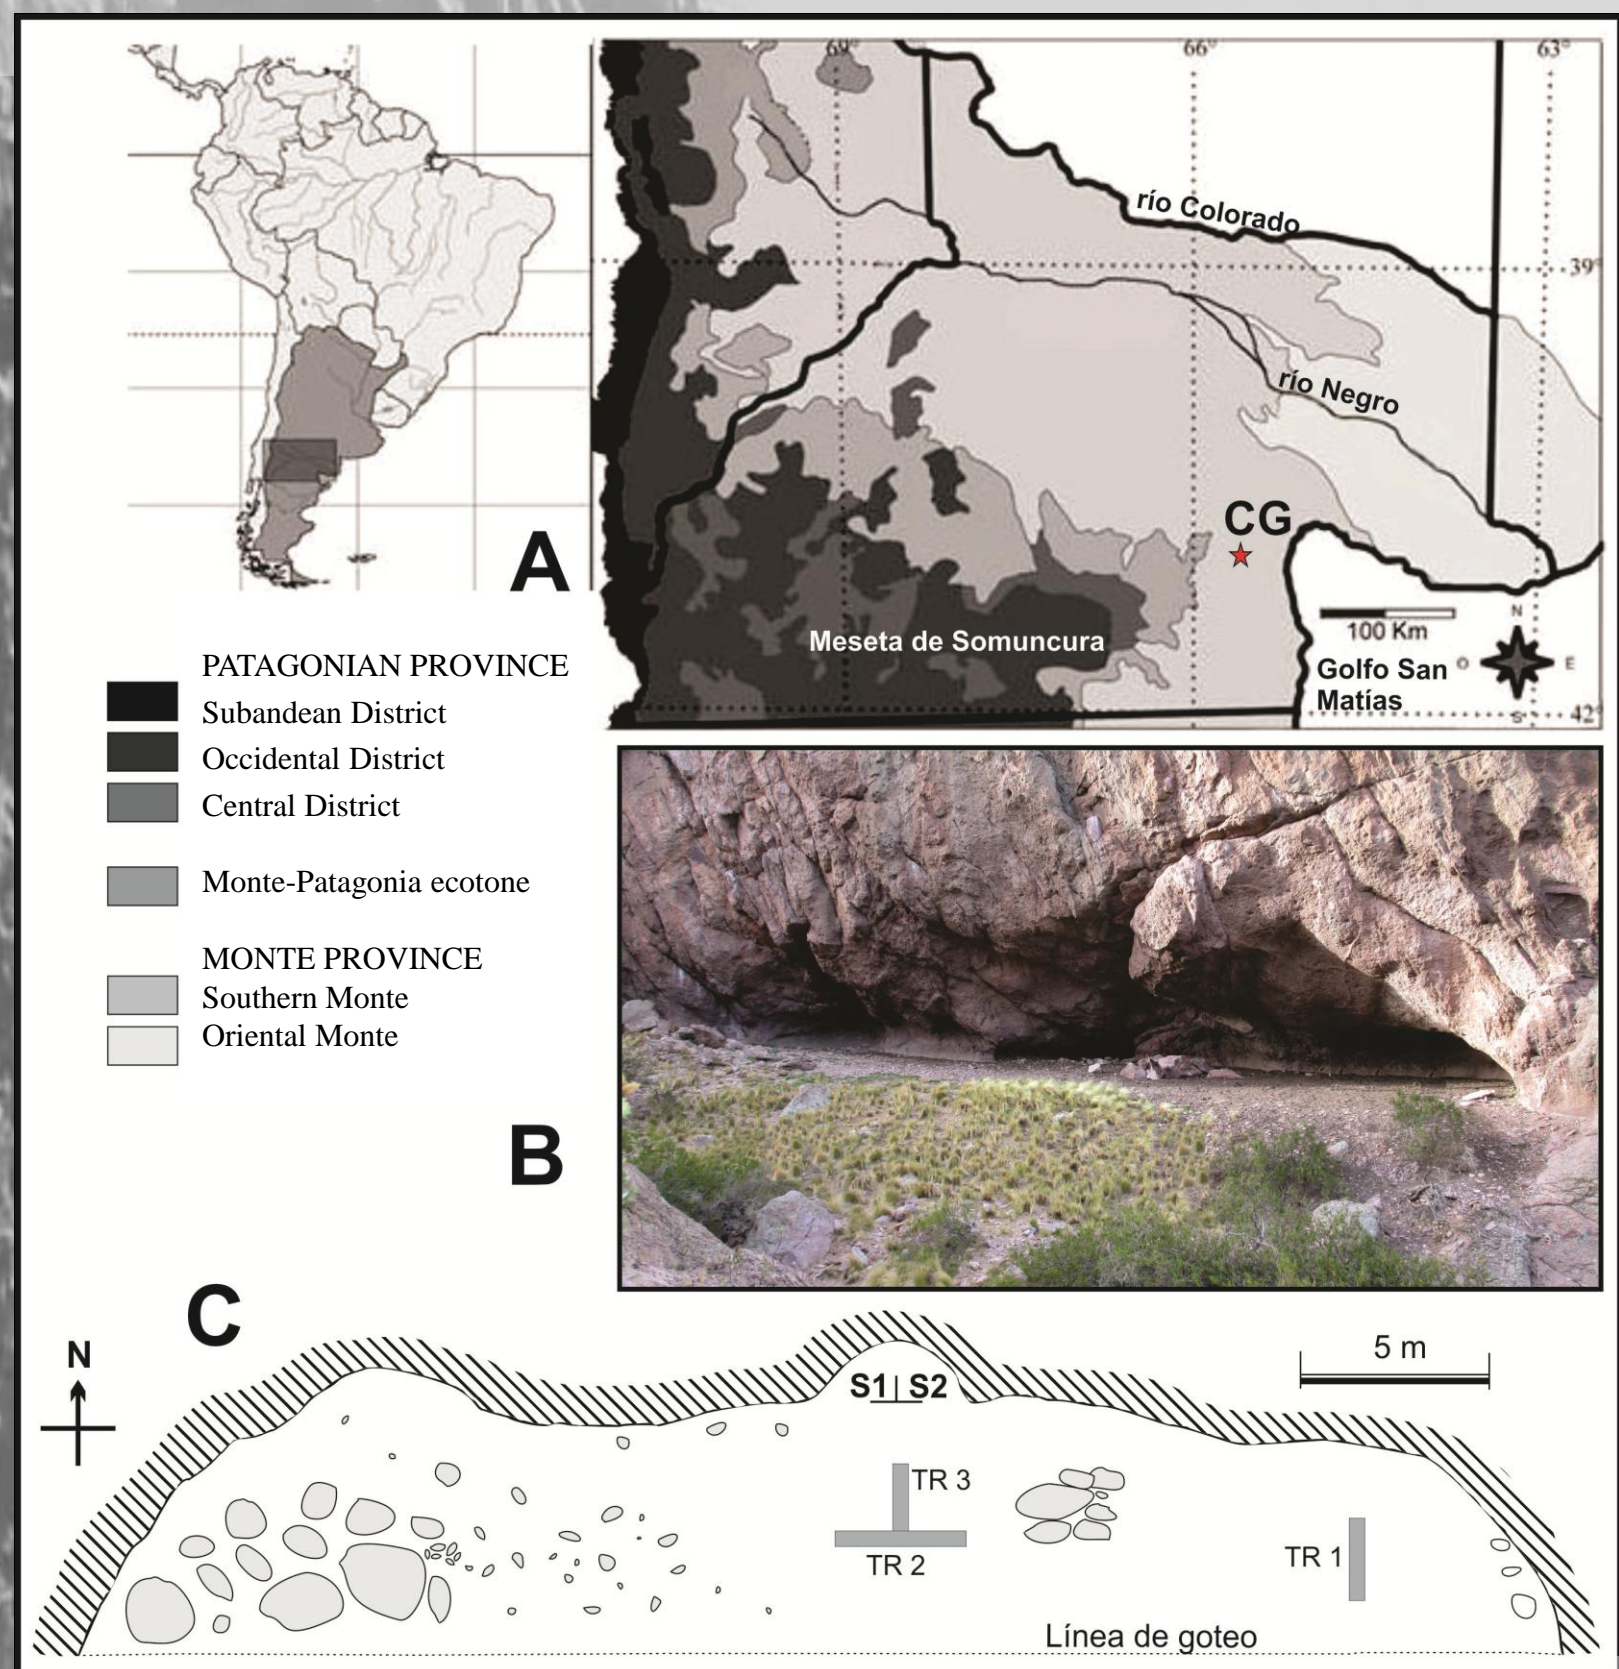 69°
66°
63°
río Colorado
39°
río Negro
CG
A
Meseta de Somuncura
100 Km
N
O
E
S
Golfo San
Matías
42°
PATAGONIAN PROVINCE
Subandean District
Occidental District
Central District
Monte-Patagonia ecotone
MONTE PROVINCE
Southern Monte
Oriental Monte
B
C
N
5 m
S1 S2
TR 3
TR 2
TR 1
Línea de goteo